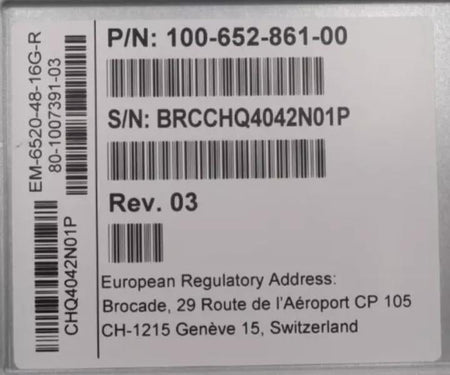 EM-6520-48-16G-R
80-1007391-03
CHQ4042N01P
P/N: 100-652-861-00
S/N: BRCCHQ4042N01P
Rev. 03
European Regulatory Address:
Brocade, 29 Route de l'Aéroport CP 105
CH-1215 Genève 15, Switzerland